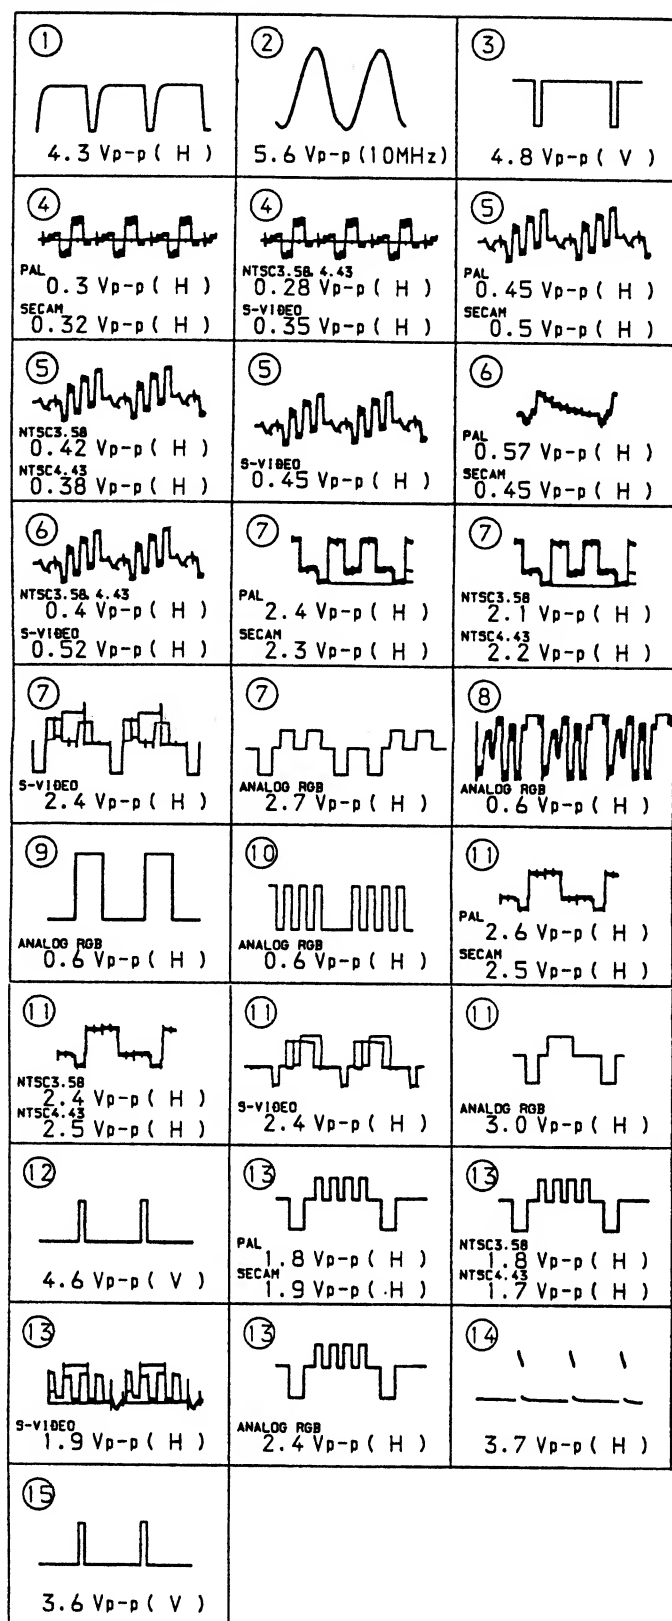 ①
4.3 Vp-p ( H )
②
5.6 Vp-p (10MHz)
③
4.8 Vp-p ( V )
④
PAL
0.3 Vp-p ( H )
SECAM
0.32 Vp-p ( H )
④
NTSC3.58 4.43
0.28 Vp-p ( H )
S-VIDEO
0.35 Vp-p ( H )
⑤
PAL
0.45 Vp-p ( H )
SECAM
0.5 Vp-p ( H )
⑤
NTSC3.58
0.42 Vp-p ( H )
NTSC4.43
0.38 Vp-p ( H )
⑤
S-VIDEO
0.45 Vp-p ( H )
⑥
PAL
0.57 Vp-p ( H )
SECAM
0.45 Vp-p ( H )
⑥
NTSC3.58 4.43
0.4 Vp-p ( H )
S-VIDEO
0.52 Vp-p ( H )
⑦
PAL
2.4 Vp-p ( H )
SECAM
2.3 Vp-p ( H )
⑦
NTSC3.58
2.1 Vp-p ( H )
NTSC4.43
2.2 Vp-p ( H )
⑦
S-VIDEO
2.4 Vp-p ( H )
⑦
ANALOG RGB
2.7 Vp-p ( H )
⑧
ANALOG RGB
0.6 Vp-p ( H )
⑨
ANALOG RGB
0.6 Vp-p ( H )
⑩
ANALOG RGB
0.6 Vp-p ( H )
⑪
PAL
2.6 Vp-p ( H )
SECAM
2.5 Vp-p ( H )
⑪
NTSC3.58
2.4 Vp-p ( H )
NTSC4.43
2.5 Vp-p ( H )
⑪
S-VIDEO
2.4 Vp-p ( H )
⑪
ANALOG RGB
3.0 Vp-p ( H )
⑫
4.6 Vp-p ( V )
⑬
PAL
1.8 Vp-p ( H )
SECAM
1.9 Vp-p ( H )
⑬
NTSC3.58
1.8 Vp-p ( H )
NTSC4.43
1.7 Vp-p ( H )
⑬
S-VIDEO
1.9 Vp-p ( H )
⑬
ANALOG RGB
2.4 Vp-p ( H )
⑭
3.7 Vp-p ( H )
⑮
3.6 Vp-p ( V )